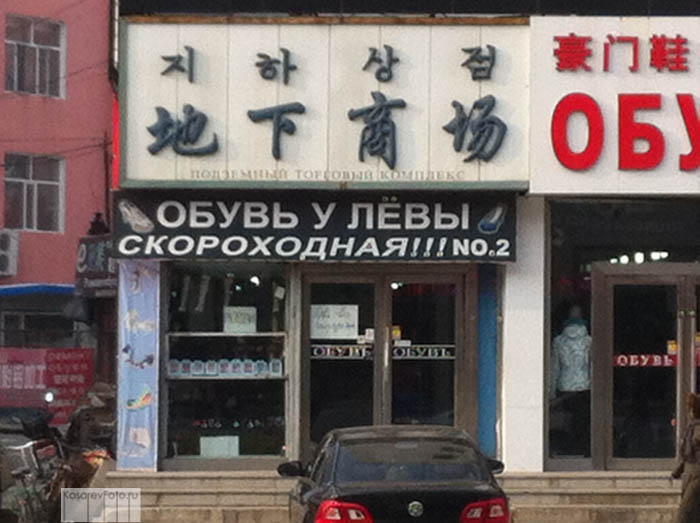 지하상점
地下商场
ПОДЗЕМНЫЙ ТОРГОВЫЙ КОМПЛЕКС
ОБУВЬ У ЛЁВЫ
СКОРОХОДНАЯ!!! NO.2
豪门鞋
ОБУ
ОБУВЬ ОБУВЬ
ОБУВЬ
KosarevFoto.ru